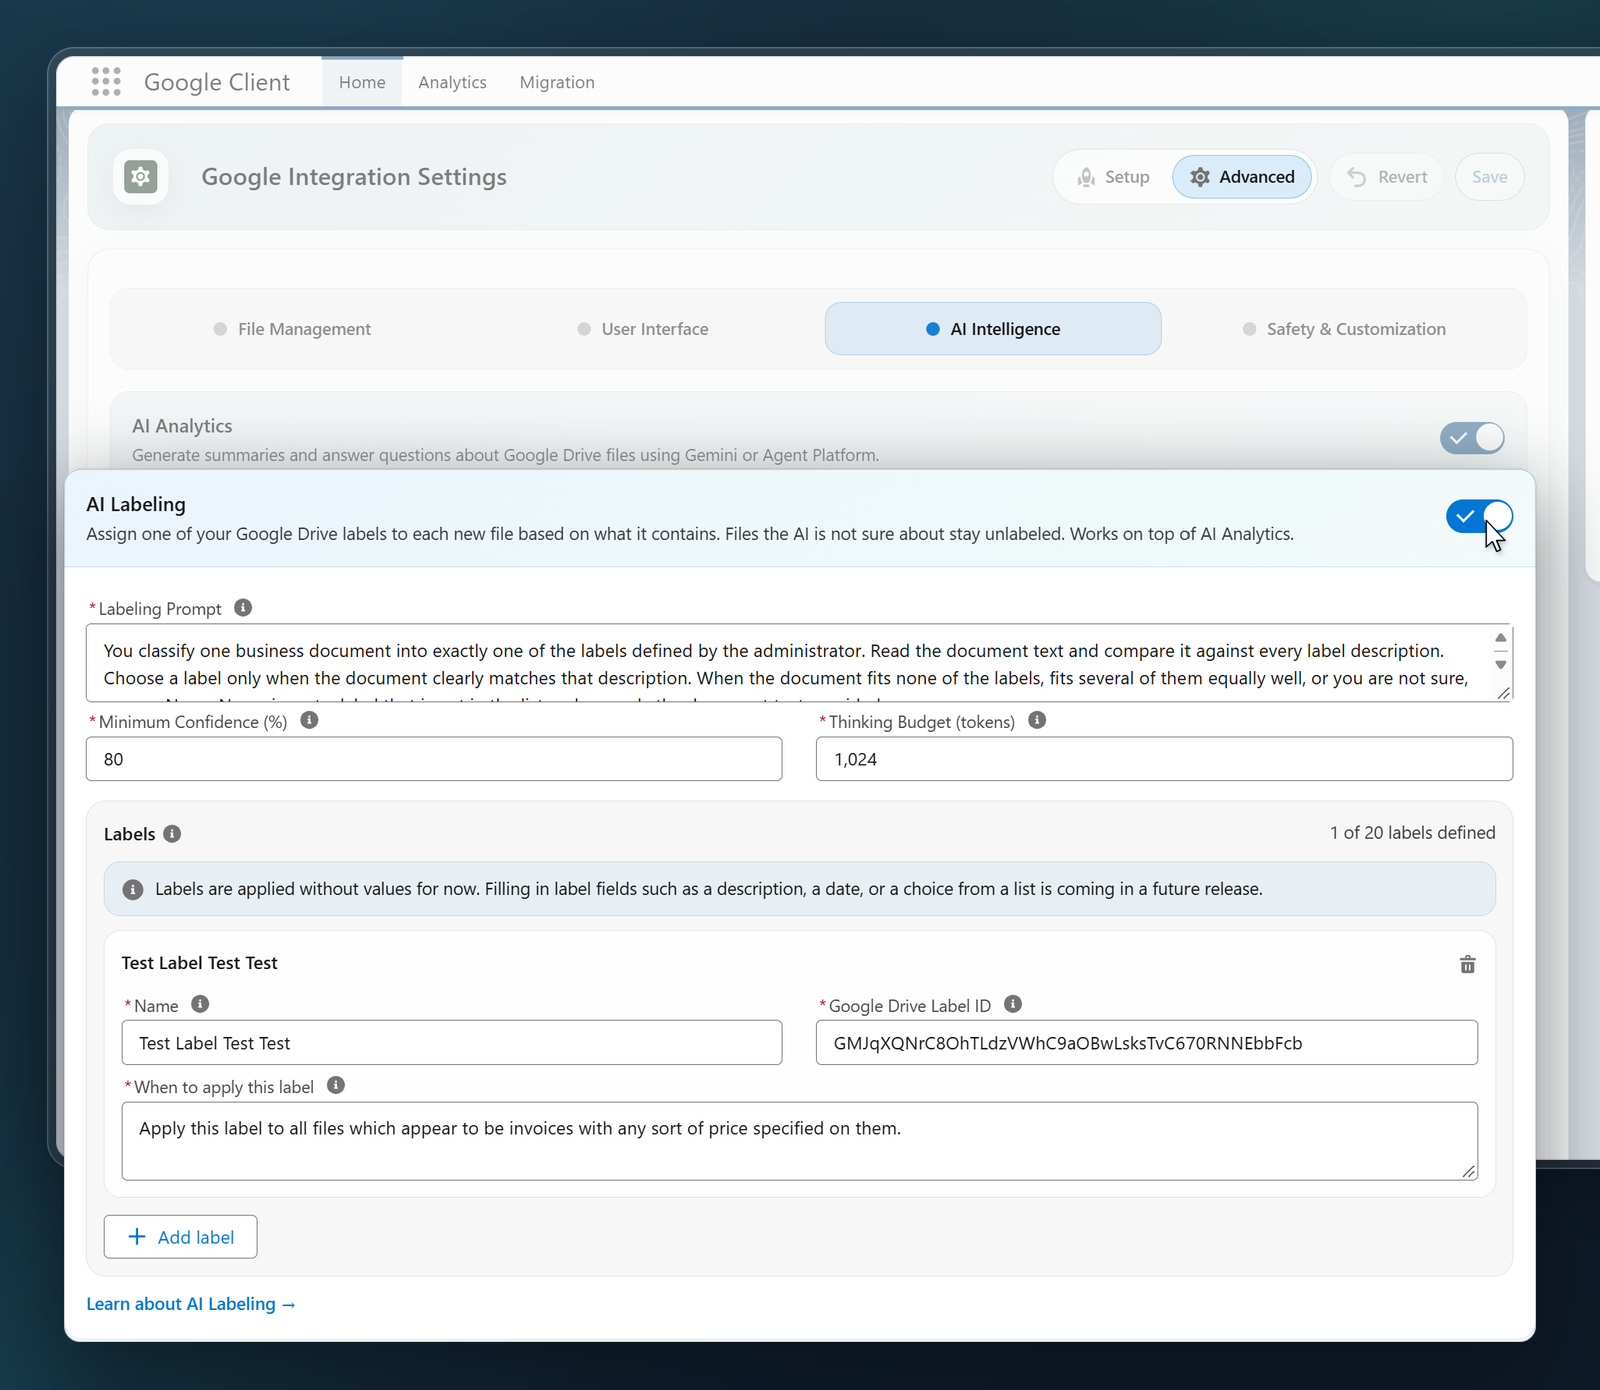 Google Client
Home
Analytics
Migration
Google Integration Settings
Setup
Advanced
Revert
Save
File Management
User Interface
AI Intelligence
Safety & Customization
AI Analytics
Generate summaries and answer questions about Google Drive files using Gemini or Agent Platform.
AI Labeling
Assign one of your Google Drive labels to each new file based on what it contains. Files the AI is not sure about stay unlabeled. Works on top of AI Analytics.
*Labeling Prompt
You classify one business document into exactly one of the labels defined by the administrator. Read the document text and compare it against every label description.
Choose a label only when the document clearly matches that description. When the document fits none of the labels, fits several of them equally well, or you are not sure,
*Minimum Confidence (%)
*Thinking Budget (tokens)
80
1,024
Labels
1 of 20 labels defined
Labels are applied without values for now. Filling in label fields such as a description, a date, or a choice from a list is coming in a future release.
Test Label Test Test
*Name
*Google Drive Label ID
Test Label Test Test
GMJqXQNrC8OhTLdzVWhC9aOBwLsksTvC670RNNEbbFcb
*When to apply this label
Apply this label to all files which appear to be invoices with any sort of price specified on them.
+ Add label
Learn about AI Labeling →